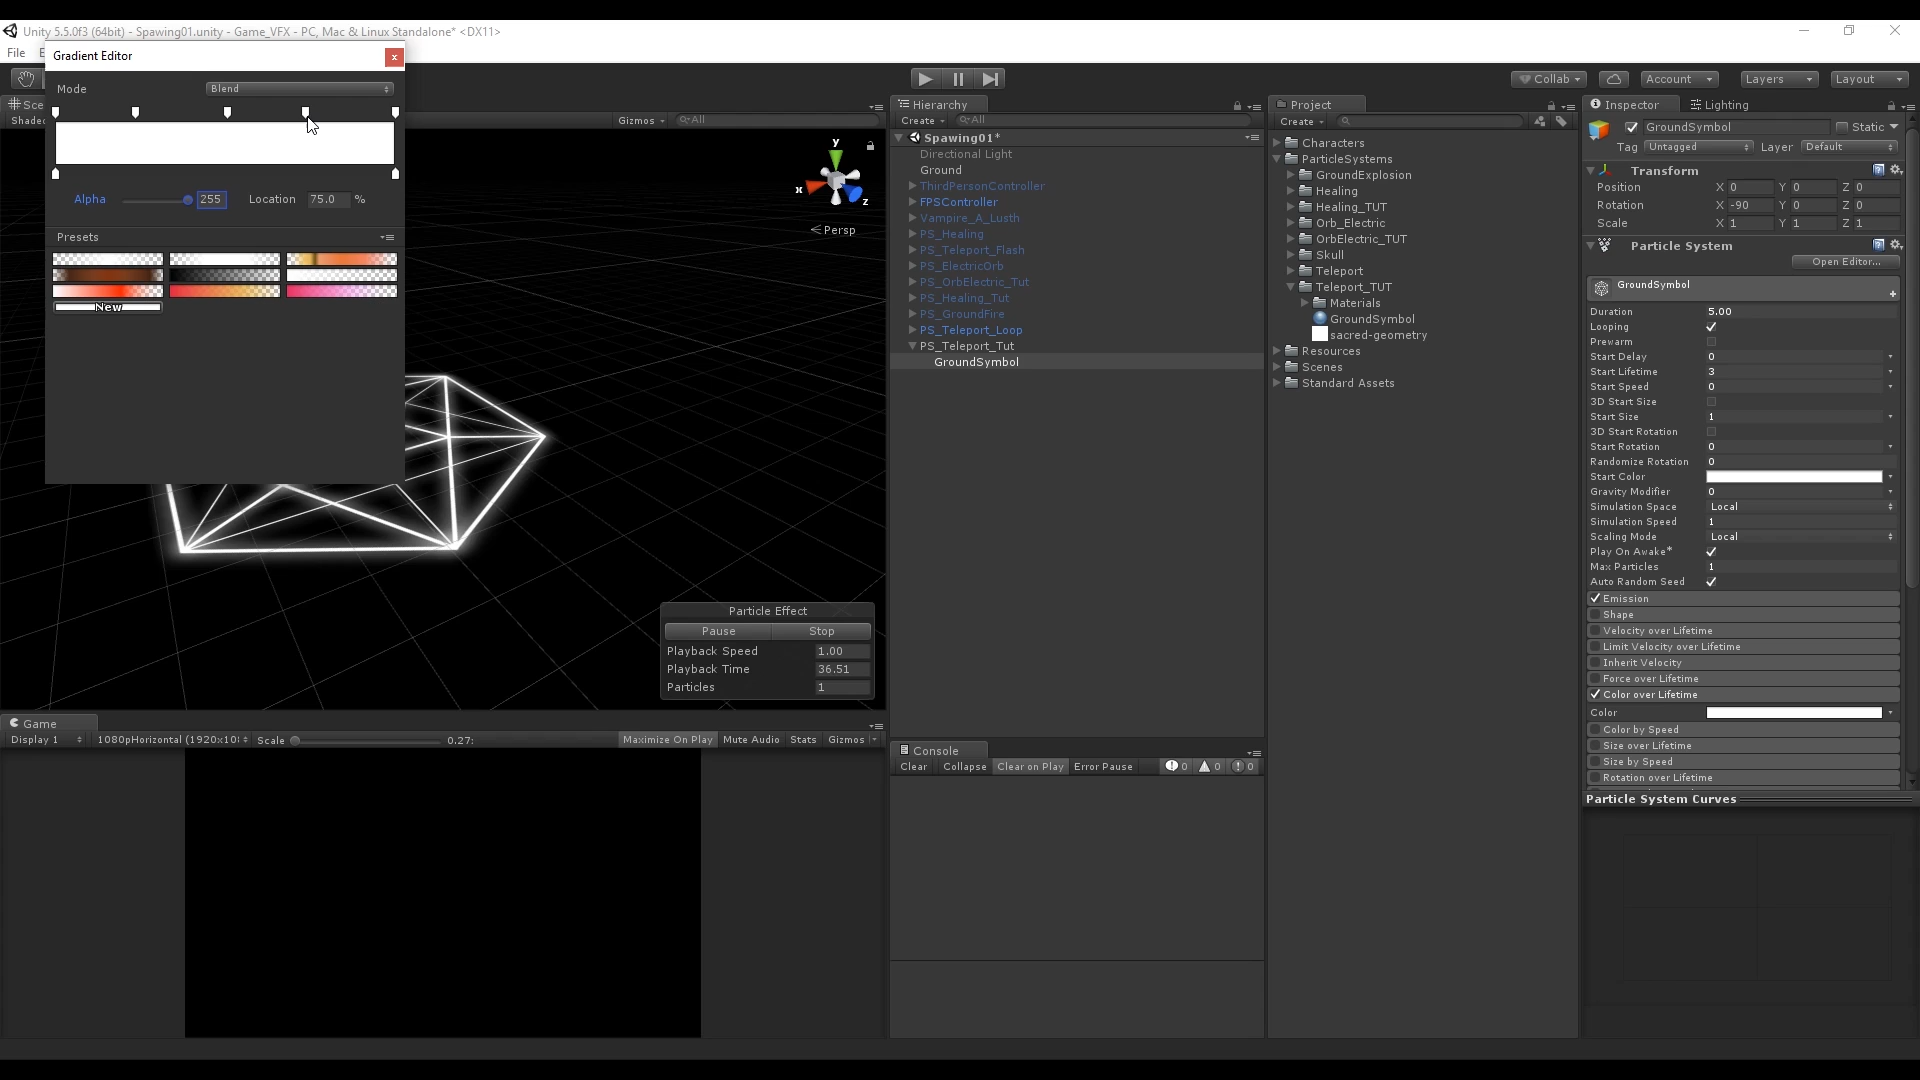 Unity 5.5.0f3 (64bit) - Spawing01.unity - Game_VFX - PC, Mac & Linux Standalone* <DX11>
File
Gradient Editor
x
Mode
Blend
Alpha
255
Location
75.0
%
Presets
New
Collab
Account
Layers
Layout
Gizmos
All
y
x
z
Persp
Particle Effect
Pause
Stop
Playback Speed
1.00
Playback Time
36.51
Particles
1
Game
Display 1
Scale
0.27:
Maximize On Play
Mute Audio
Stats
Gizmos
Hierarchy
Create
All
Spawing01*
Directional Light
Ground
ThirdPersonController
FPSController
Vampire_A_Lusth
PS_Healing
PS_Teleport_Flash
PS_ElectricOrb
PS_OrbElectric_Tut
PS_Healing_Tut
PS_GroundFire
PS_Teleport_Loop
PS_Teleport_Tut
GroundSymbol
Console
Clear
Collapse
Clear on Play
Error Pause
0
0
0
Project
Create
Characters
ParticleSystems
GroundExplosion
Healing
Healing_TUT
Orb_Electric
OrbElectric_TUT
Skull
Teleport
Teleport_TUT
Materials
GroundSymbol
sacred-geometry
Resources
Scenes
Standard Assets
Inspector
Lighting
GroundSymbol
Static
Tag Untagged
Layer Default
Transform
Position X 0 Y 0 Z 0
Rotation X -90 Y 0 Z 0
Scale X 1 Y 1 Z 1
Particle System
Open Editor...
GroundSymbol
Duration 5.00
Looping
Prewarm
Start Delay 0
Start Lifetime 3
Start Speed 0
3D Start Size
Start Size 1
3D Start Rotation
Start Rotation 0
Randomize Rotation 0
Start Color
Gravity Modifier 0
Simulation Space Local
Simulation Speed 1
Scaling Mode Local
Play On Awake*
Max Particles 1
Auto Random Seed
Emission
Shape
Velocity over Lifetime
Limit Velocity over Lifetime
Inherit Velocity
Force over Lifetime
Color over Lifetime
Color
Color by Speed
Size over Lifetime
Size by Speed
Rotation over Lifetime
Particle System Curves